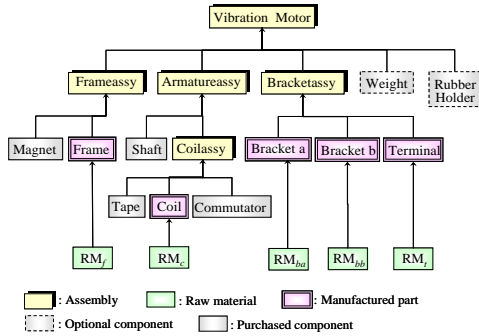 Vibration Motor
Frameassy Armatureassy Bracketassy Weight Rubber
Holder
Magnet Frame Shaft Coilassy Bracket a Bracket b Terminal
Tape Coil Commutator
RMf RMc RMba RMbb RMt
: Assembly : Raw material : Manufactured part
: Optional component : Purchased component